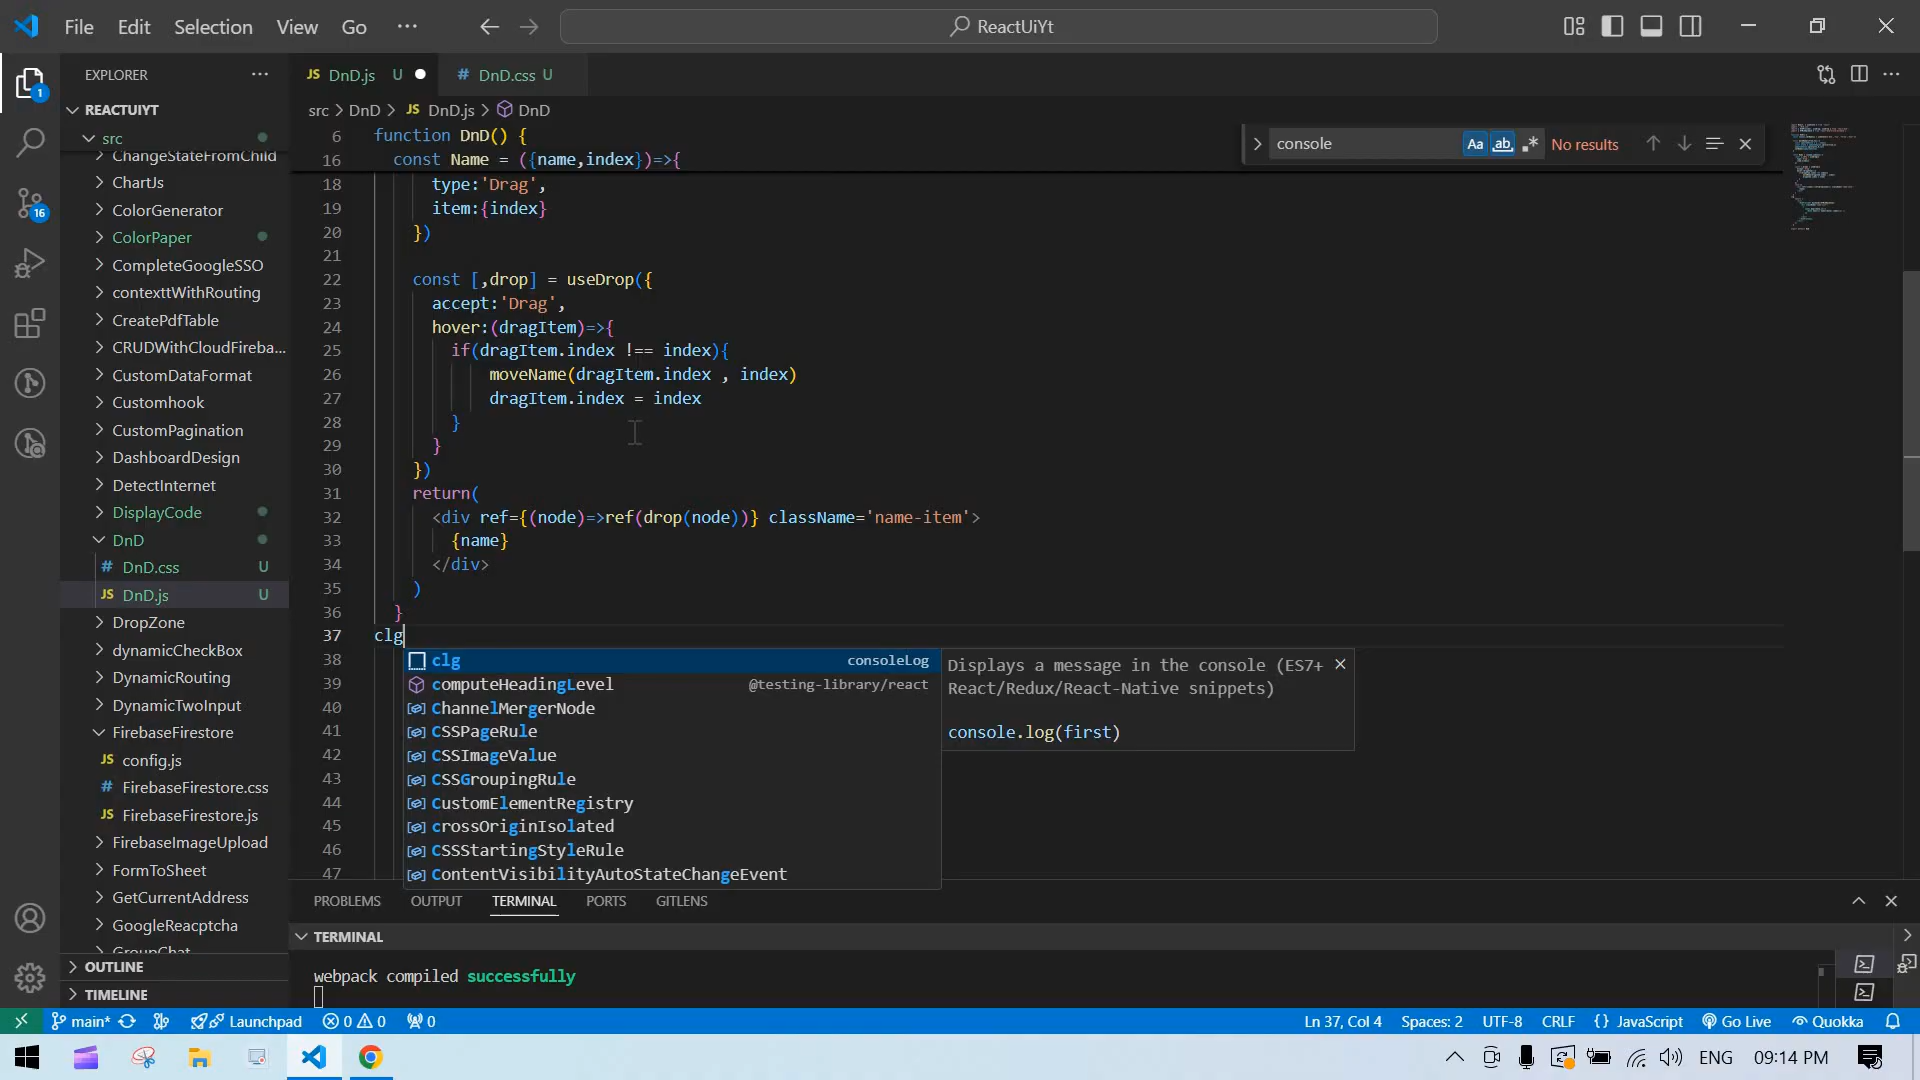 File Edit Selection View Go ···
ReactUiYt
EXPLORER ···
JS DnD.js U
# DnD.css U
REACTUIYT
src
ChangeStateFromChild
ChartJs
ColorGenerator
ColorPaper
CompleteGoogleSSO
contexttWithRouting
CreatePdfTable
CRUDWithCloudFireba...
CustomDataFormat
Customhook
CustomPagination
DashboardDesign
DetectInternet
DisplayCode
DnD
# DnD.css U
JS DnD.js U
DropZone
dynamicCheckBox
DynamicRouting
DynamicTwoInput
FirebaseFirestore
JS config.js
# FirebaseFirestore.css
JS FirebaseFirestore.js
FirebaseImageUpload
FormToSheet
GetCurrentAddress
GoogleReacptcha
GroupChat
OUTLINE
TIMELINE
1
16
src > DnD > JS DnD.js > DnD
console Aa ab No results
6 function DnD() {
16 const Name = ({name,index})=>{
18 type:'Drag',
19 item:{index}
20 })
21
22 const [,drop] = useDrop({
23 accept:'Drag',
24 hover:(dragItem)=>{
25 if(dragItem.index !== index){
26 moveName(dragItem.index , index)
27 dragItem.index = index
28 }
29 }
30 })
31 return(
32 <div ref={(node)=>ref(drop(node))} className='name-item'>
33 {name}
34 </div>
35 )
36 }
37 clg
38
39
40
41
42
43
44
45
46
47
clg consoleLog
computeHeadingLevel @testing-library/react
ChannelMergerNode
CSSPageRule
CSSImageValue
CSSGroupingRule
CustomElementRegistry
crossOriginIsolated
CSSStartingStyleRule
ContentVisibilityAutoStateChangeEvent
Displays a message in the console (ES7+
React/Redux/React-Native snippets)
console.log(first)
PROBLEMS OUTPUT TERMINAL PORTS GITLENS
TERMINAL
webpack compiled successfully
main* Launchpad 0 0 0
Ln 37, Col 4 Spaces: 2 UTF-8 CRLF {} JavaScript Go Live Quokka
ENG 09:14 PM